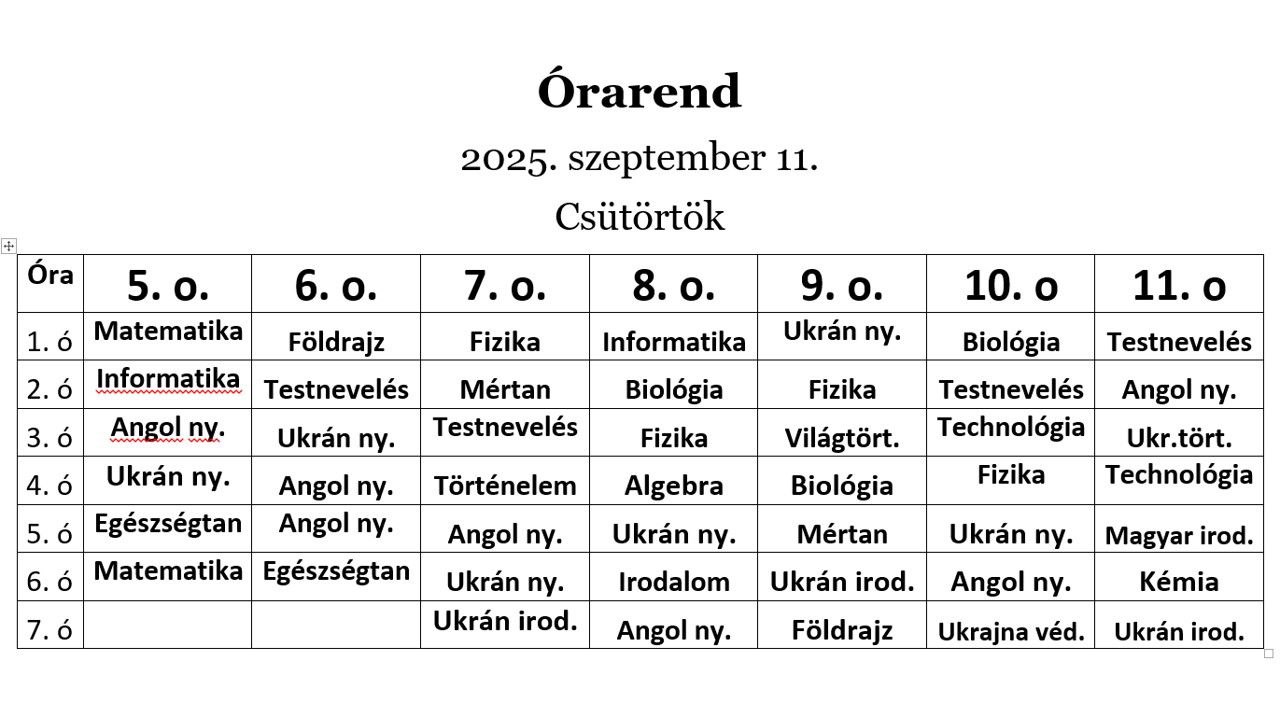 Órarend
2025. szeptember 11.
Csütörtök
Óra 5. o. 6. o. 7. o. 8. o. 9. o. 10. o 11. o
1. ó Matematika Földrajz Fizika Informatika Ukrán ny. Biológia Testnevelés
2. ó Informatika Testnevelés Mértan Biológia Fizika Testnevelés Angol ny.
3. ó Angol ny. Ukrán ny. Testnevelés Fizika Világtört. Technológia Ukr.tört.
4. ó Ukrán ny. Angol ny. Történelem Algebra Biológia Fizika Technológia
5. ó Egészségtan Angol ny. Angol ny. Ukrán ny. Mértan Ukrán ny. Magyar irod.
6. ó Matematika Egészségtan Ukrán ny. Irodalom Ukrán irod. Angol ny. Kémia
7. ó Ukrán irod. Angol ny. Földrajz Ukrajna véd. Ukrán irod.